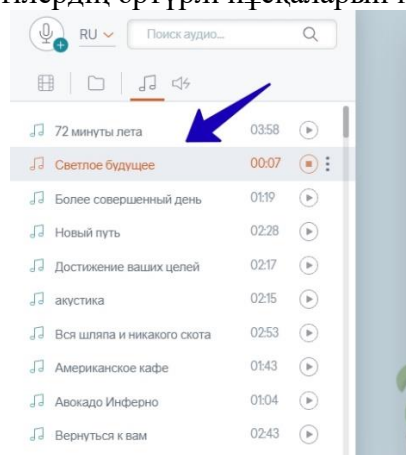 әртүрлі нұсқаларын
RU Поиск аудио...
72 минуты лета 03:58
Светлое будущее 00:07
Более совершенный день 01:19
Новый путь 02:28
Достижение ваших целей 02:17
акустика 02:15
Вся шляпа и никакого скота 02:53
Американское кафе 01:43
Авокадо Инферно 01:04
Вернуться к вам 02:43